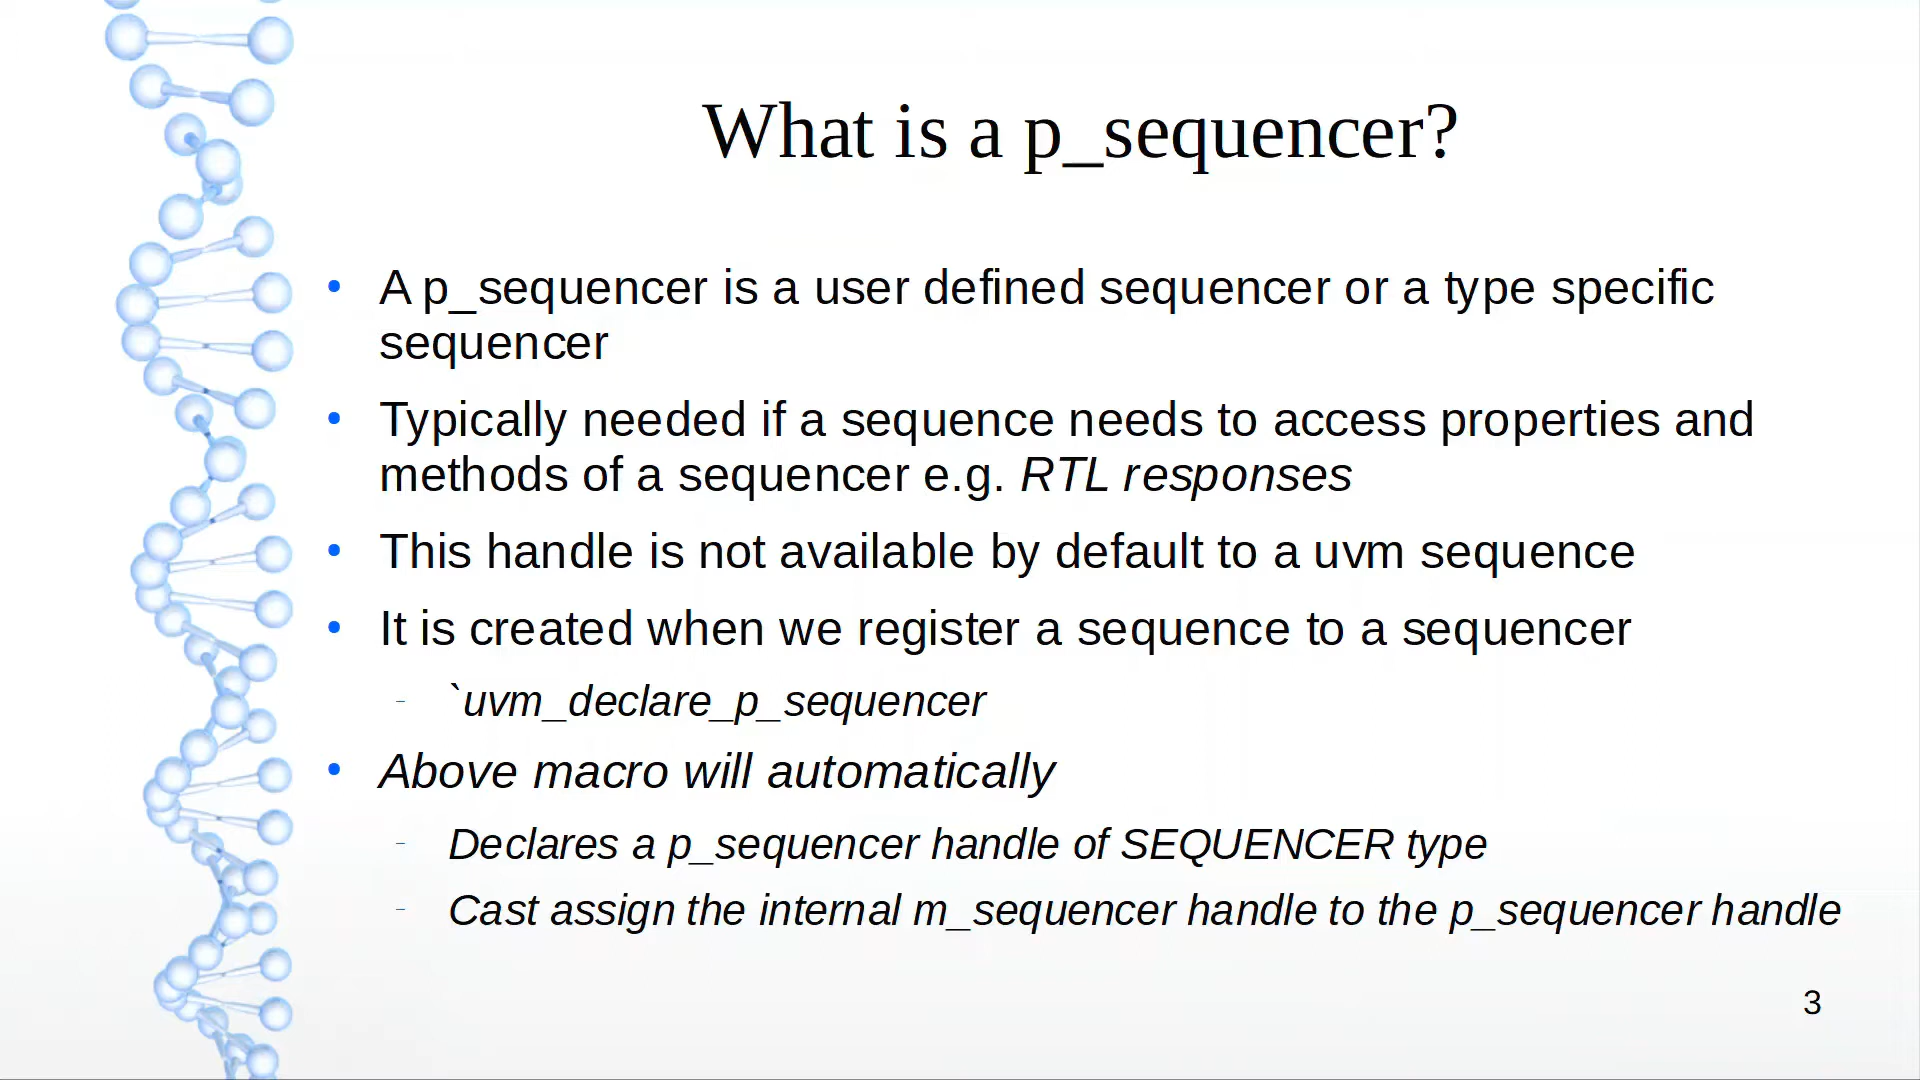 What is a p_sequencer?
• A p_sequencer is a user defined sequencer or a type specific
sequencer
• Typically needed if a sequence needs to access properties and
methods of a sequencer e.g. RTL responses
• This handle is not available by default to a uvm sequence
• It is created when we register a sequence to a sequencer
- `uvm_declare_p_sequencer
• Above macro will automatically
- Declares a p_sequencer handle of SEQUENCER type
- Cast assign the internal m_sequencer handle to the p_sequencer handle
3